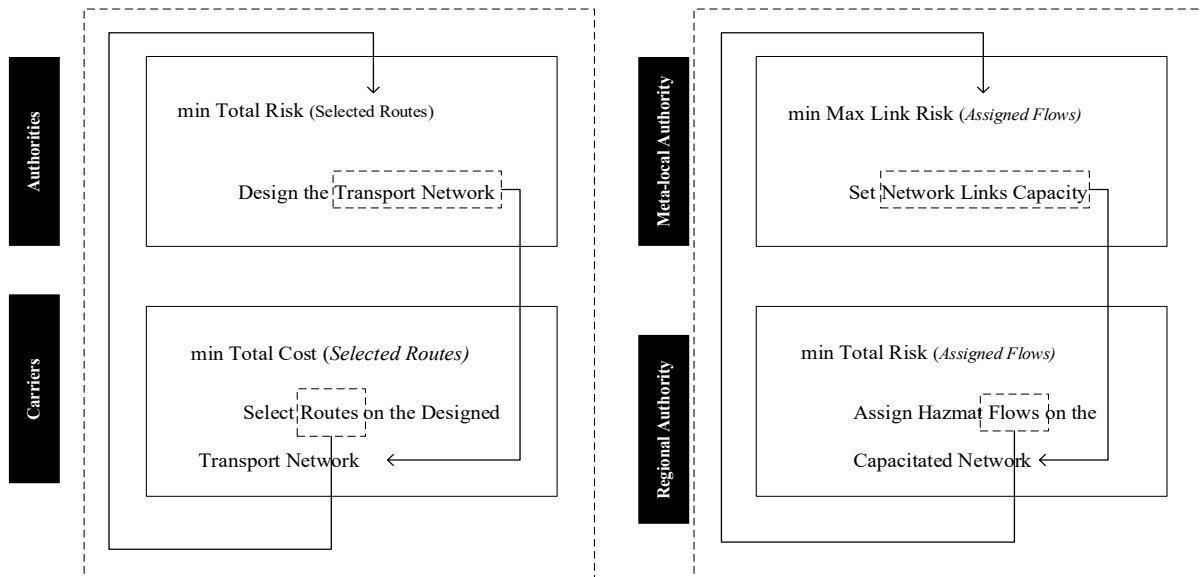 Authorities
min Total Risk (Selected Routes)
Design the Transport Network
Carriers
min Total Cost (Selected Routes)
Select Routes on the Designed
Transport Network
Meta-local Authority
min Max Link Risk (Assigned Flows)
Set Network Links Capacity
Regional Authority
min Total Risk (Assigned Flows)
Assign Hazmat Flows on the
Capacitated Network